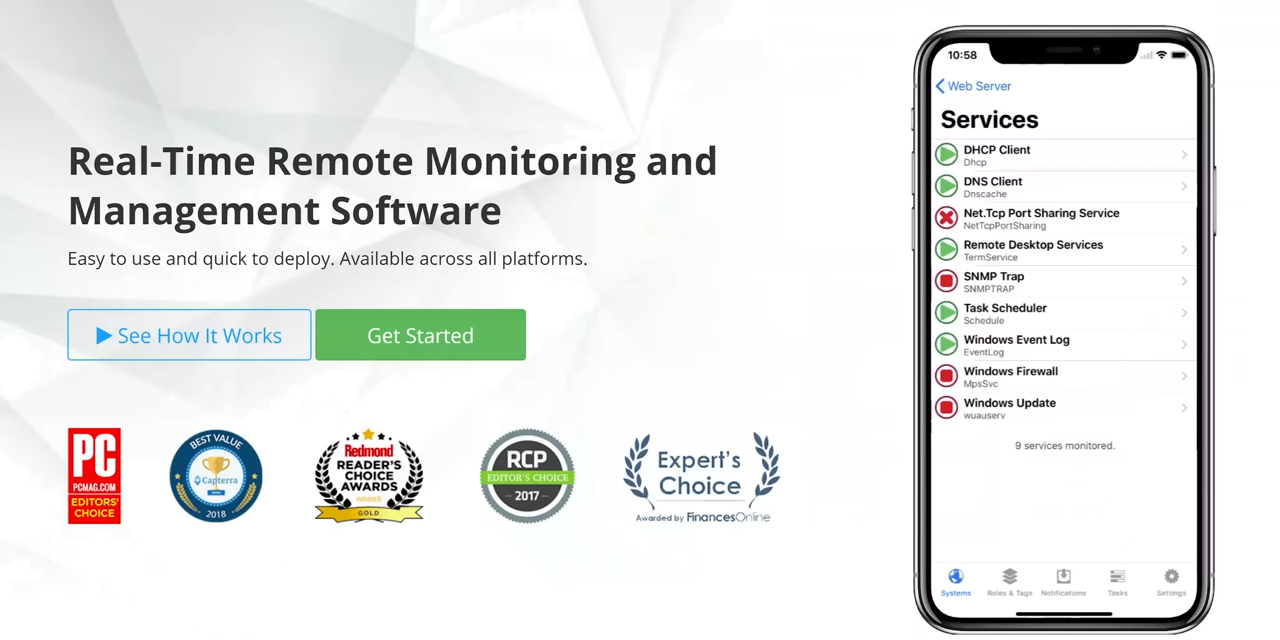 Real-Time Remote Monitoring and
Management Software
Easy to use and quick to deploy. Available across all platforms.
See How It Works
Get Started
PC
PCMAG.COM
EDITORS'
CHOICE
BEST VALUE
Capterra
2018
Redmond
READER'S
CHOICE
AWARDS
WINNER
GOLD
RCP
EDITOR'S CHOICE
2017
Expert's
Choice
Awarded by FinancesOnline
10:58
Web Server
Services
DHCP Client
Dhcp
DNS Client
Dnscache
Net.Tcp Port Sharing Service
NetTcpPortSharing
Remote Desktop Services
TermService
SNMP Trap
SNMPTRAP
Task Scheduler
Schedule
Windows Event Log
EventLog
Windows Firewall
MpsSvc
Windows Update
wuauserv
9 services monitored.
Systems
Roles & Tags
Notifications
Tasks
Settings